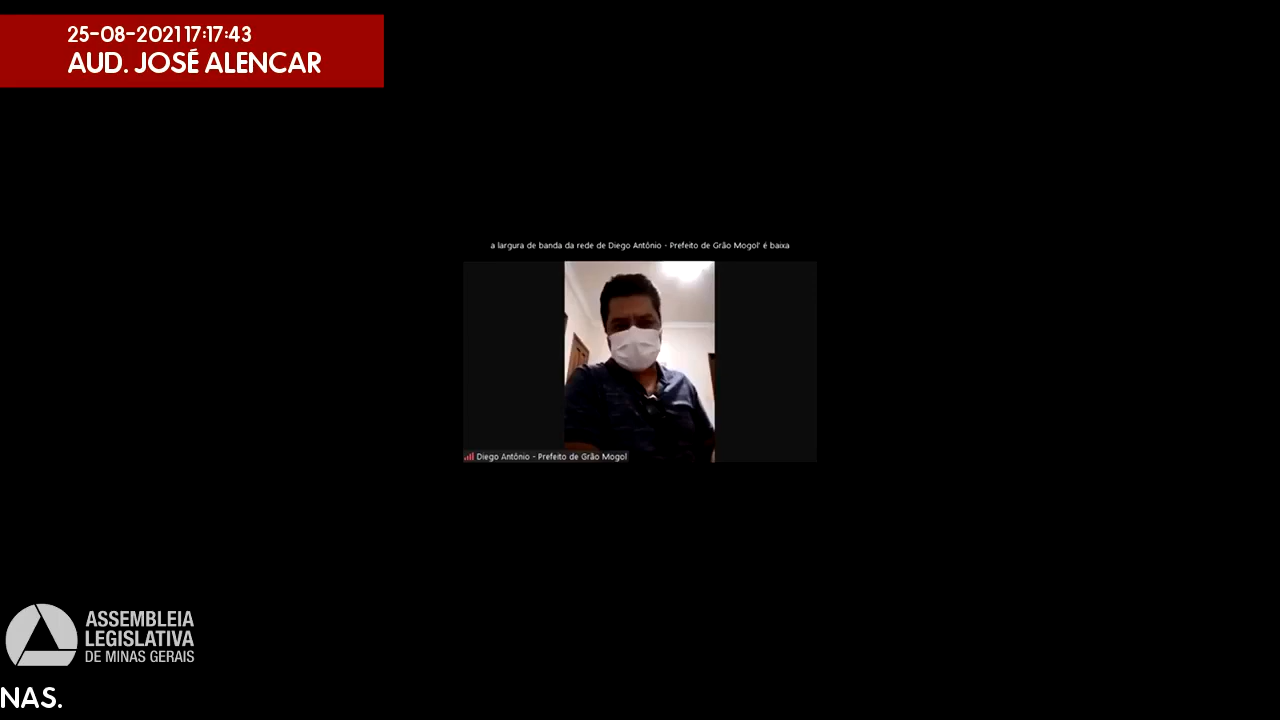 25-08-2021 17:17:43
AUD. JOSÉ ALENCAR
a largura de banda da rede de Diego Antônio - Prefeito de Grão Mogol' é baixa
Diego Antônio - Prefeito de Grão Mogol
ASSEMBLEIA
LEGISLATIVA
DE MINAS GERAIS
NAS.